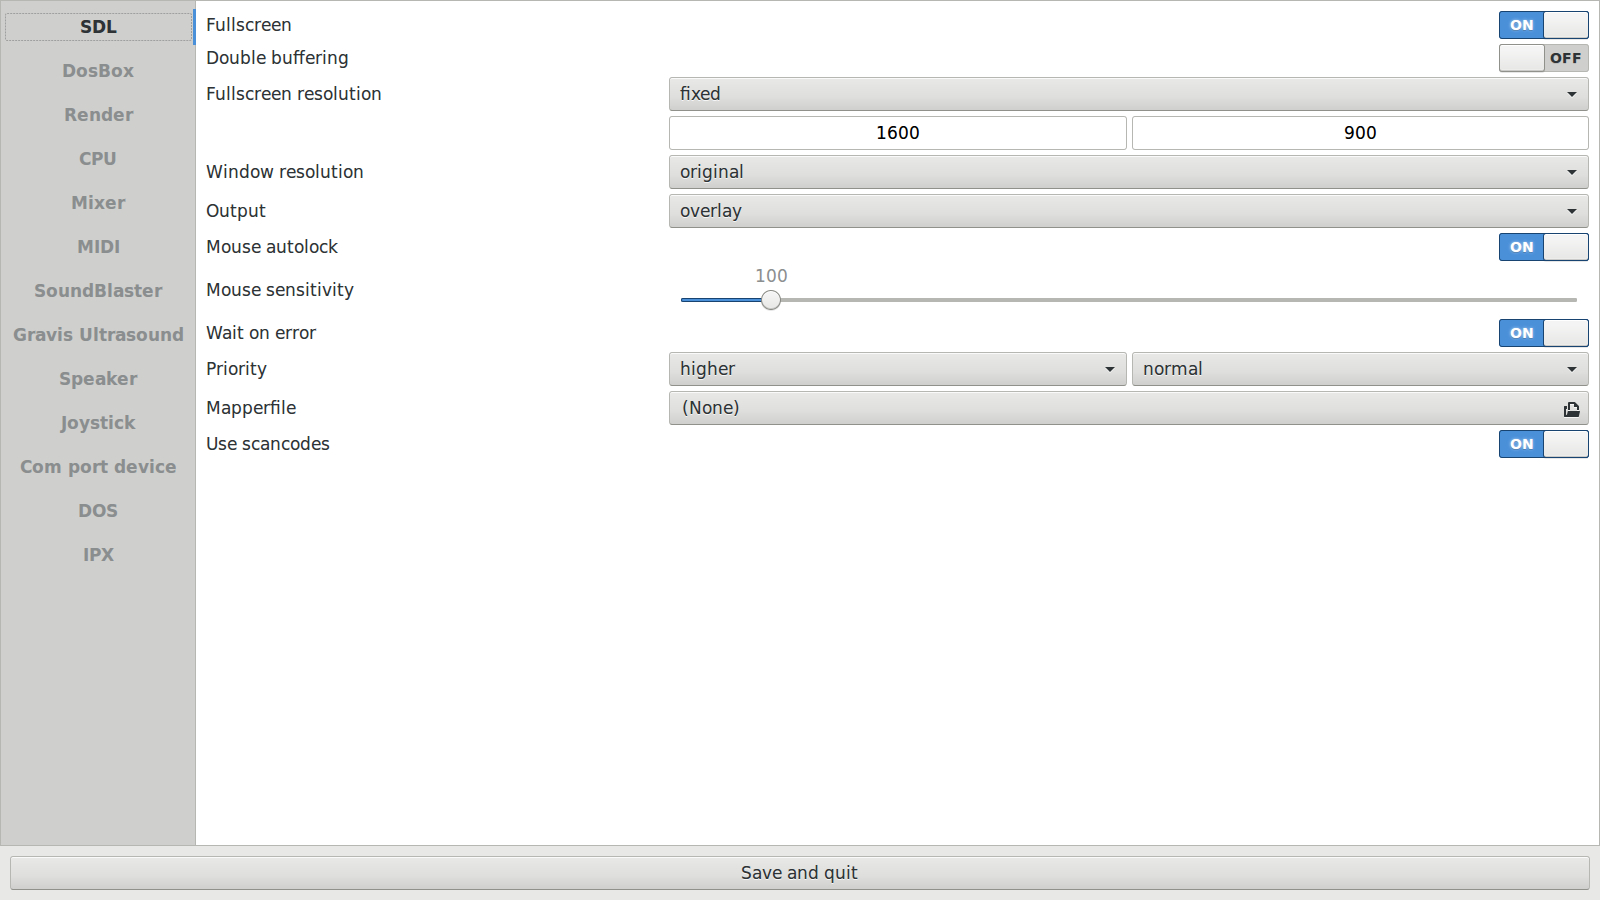 SDL
DosBox
Render
CPU
Mixer
MIDI
SoundBlaster
Gravis Ultrasound
Speaker
Joystick
Com port device
DOS
IPX
Fullscreen ON
Double buffering OFF
Fullscreen resolution fixed
1600 900
Window resolution original
Output overlay
Mouse autolock ON
100
Mouse sensitivity
Wait on error ON
Priority higher normal
Mapperfile (None)
Use scancodes ON
Save and quit